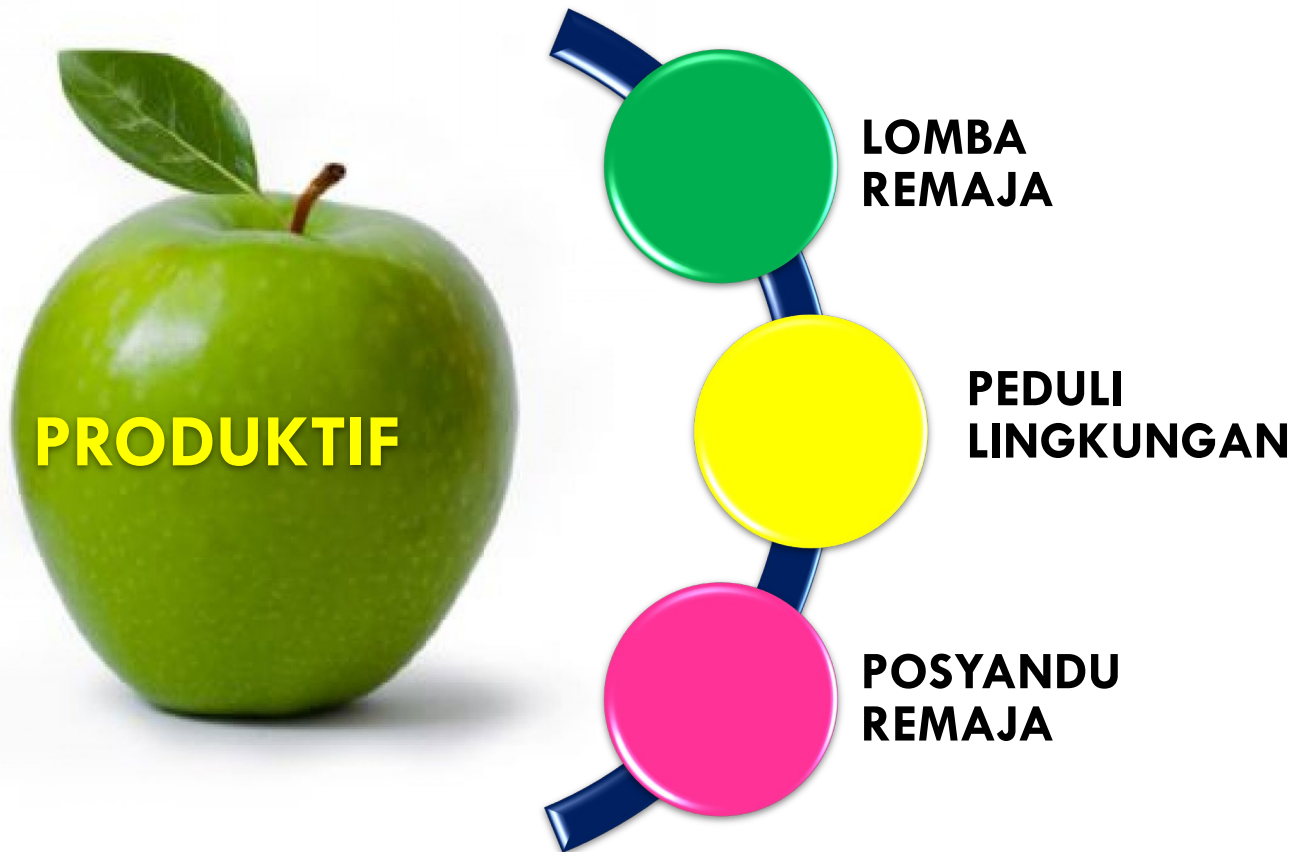 PRODUKTIF
LOMBA
REMAJA
PEDULI
LINGKUNGAN
POSYANDU
REMAJA